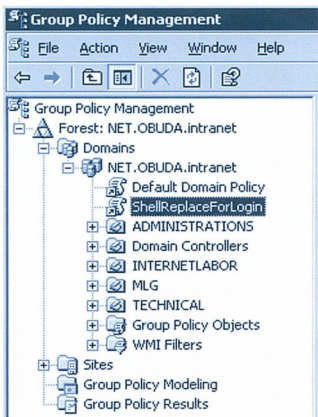 Group Policy Management
File Action View Window Help
Group Policy Management
Forest: NET.OBUDA.intranet
Domains
NET.OBUDA.intranet
Default Domain Policy
ShellReplaceForLogin
ADMINISTRATIONS
Domain Controllers
INTERNETLABOR
MLG
TECHNICAL
Group Policy Objects
WMI Filters
Sites
Group Policy Modeling
Group Policy Results